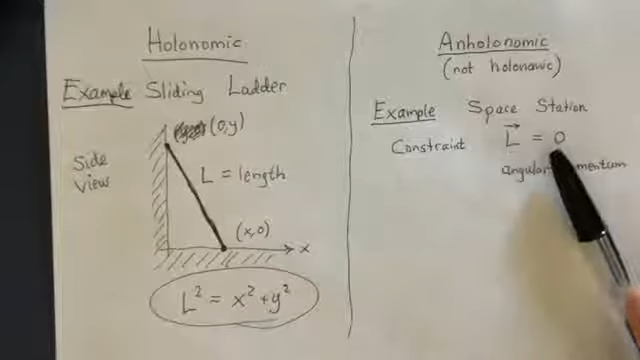 Holonomic
Example Sliding Ladder
(0,y)
Side
View
L = length
(x,0)
x
L² = x² + y²
Anholonomic
(not holonomic)
Example Space Station
Constraint L⃗ = 0
angular